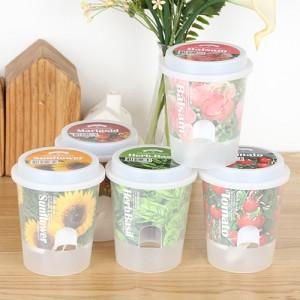 Balsam
Balsam
Marigold
Sunflower
Herb.Basil
Tomato
Sunflower
Herb.Basil
Tomato